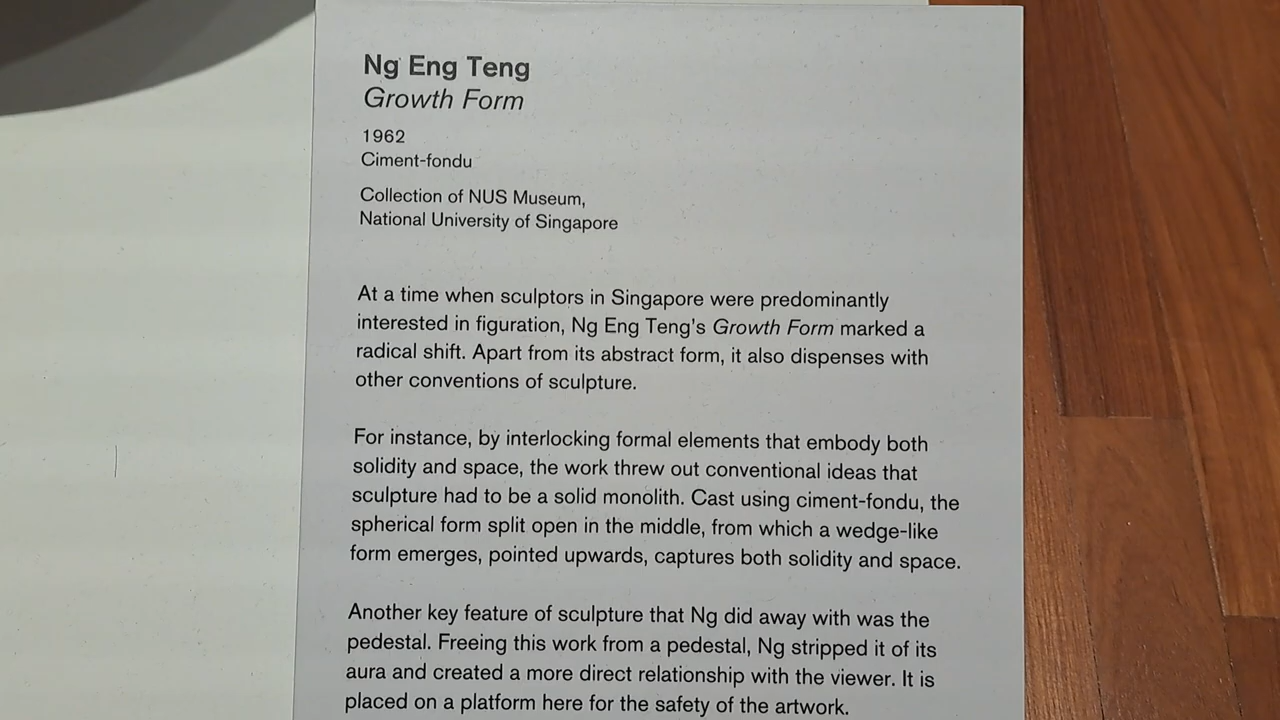 Ng Eng Teng
Growth Form
1962
Ciment-fondu
Collection of NUS Museum,
National University of Singapore
At a time when sculptors in Singapore were predominantly
interested in figuration, Ng Eng Teng's Growth Form marked a
radical shift. Apart from its abstract form, it also dispenses with
other conventions of sculpture.
For instance, by interlocking formal elements that embody both
solidity and space, the work threw out conventional ideas that
sculpture had to be a solid monolith. Cast using ciment-fondu, the
spherical form split open in the middle, from which a wedge-like
form emerges, pointed upwards, captures both solidity and space.
Another key feature of sculpture that Ng did away with was the
pedestal. Freeing this work from a pedestal, Ng stripped it of its
aura and created a more direct relationship with the viewer. It is
placed on a platform here for the safety of the artwork.